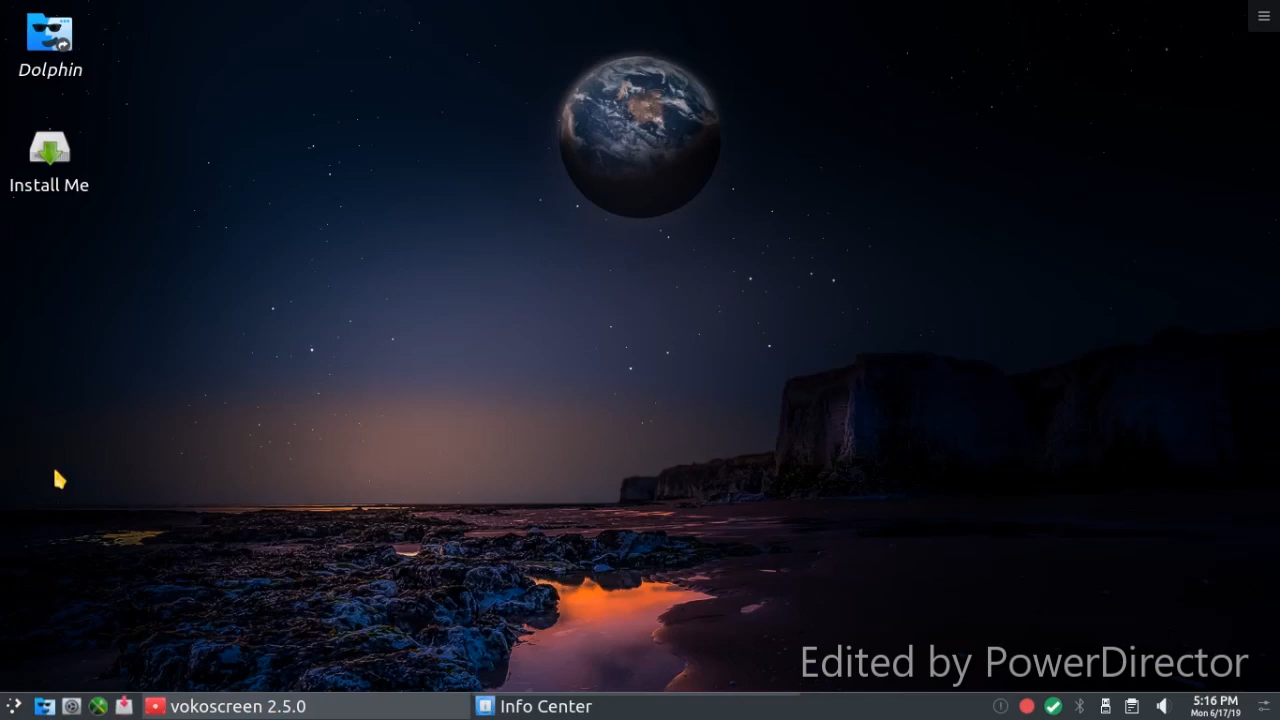 Dolphin
Install Me
Edited by PowerDirector
vokoscreen 2.5.0
Info Center
5:16 PM
Mon 6/17/19